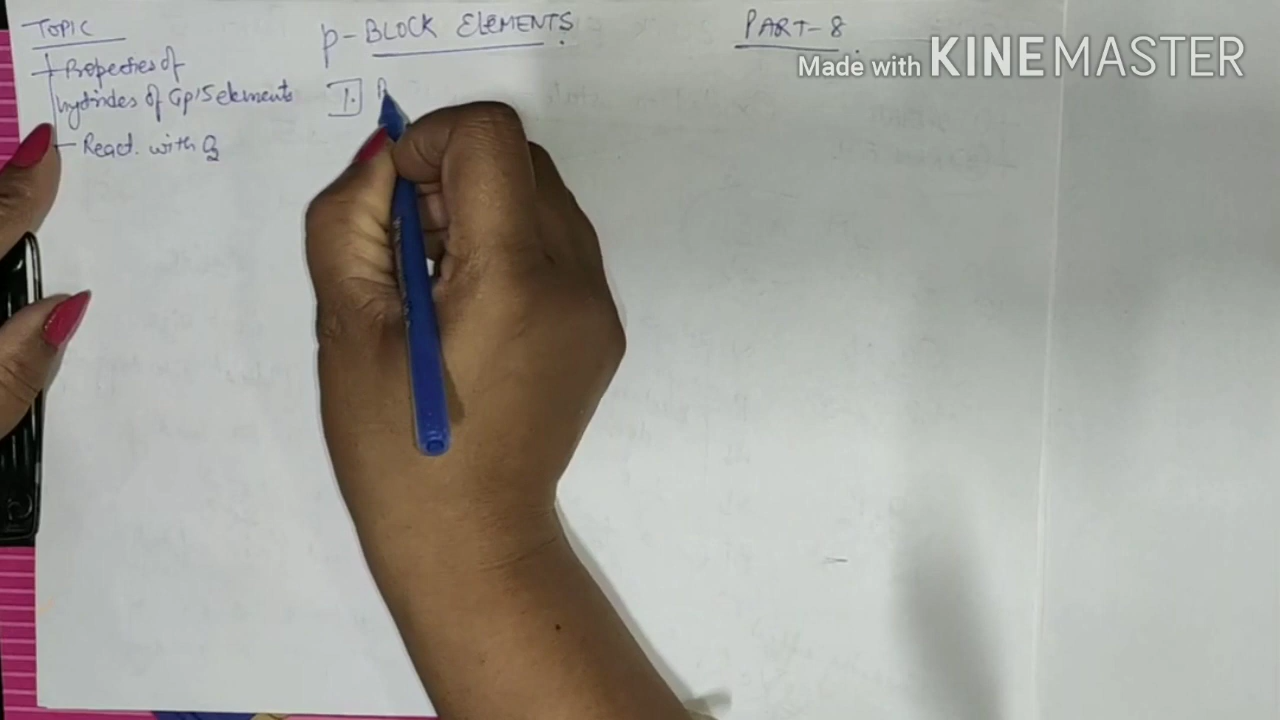 TOPIC
Properties of
hydrides of Gp15 elements
React. with O2
p-BLOCK ELEMENTS.
PART-8.
Made with KINEMASTER
1.